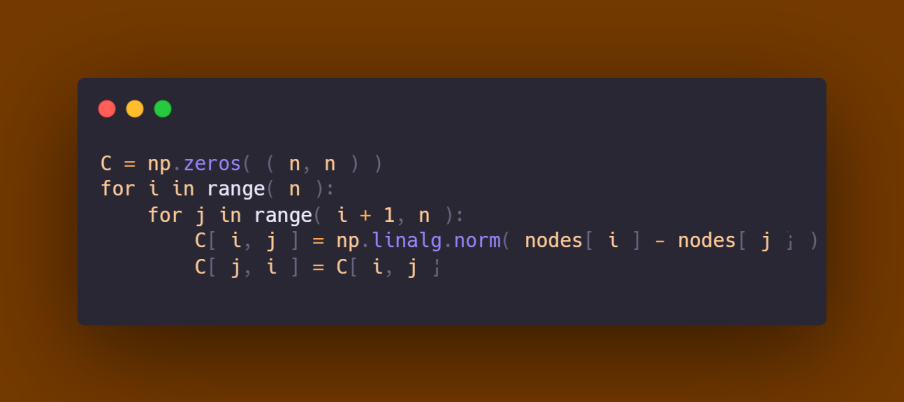 C = np.zeros( ( n, n ) )
for i in range( n ):
    for j in range( i + 1, n ):
        C[ i, j ] = np.linalg.norm( nodes[ i ] - nodes[ j ] )
        C[ j, i ] = C[ i, j ]